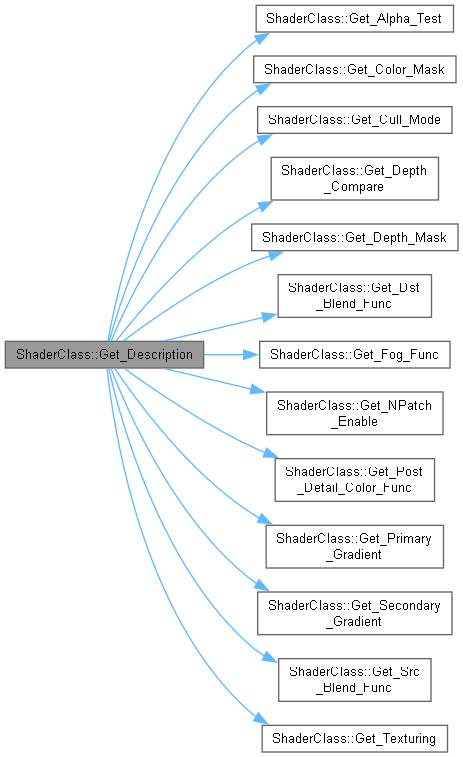 ShaderClass::Get_Alpha_Test
ShaderClass::Get_Color_Mask
ShaderClass::Get_Cull_Mode
ShaderClass::Get_Depth
_Compare
ShaderClass::Get_Depth_Mask
ShaderClass::Get_Dst
_Blend_Func
ShaderClass::Get_Description
ShaderClass::Get_Fog_Func
ShaderClass::Get_NPatch
_Enable
ShaderClass::Get_Post
_Detail_Color_Func
ShaderClass::Get_Primary
_Gradient
ShaderClass::Get_Secondary
_Gradient
ShaderClass::Get_Src
_Blend_Func
ShaderClass::Get_Texturing